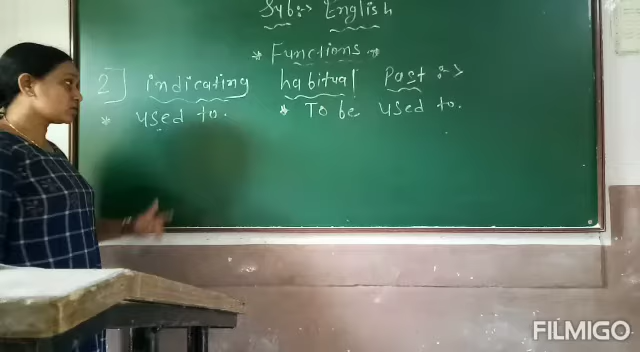 Sub:- English
* Functions *
2] indicating habitual Past :->
* used to. * To be used to.
FILMIGO